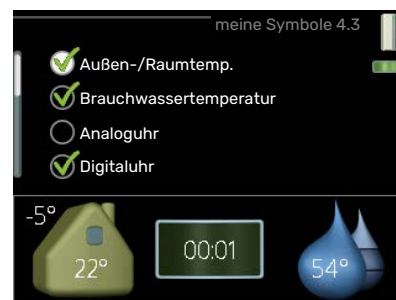 meine Symbole 4.3
Außen-/Raumtemp.
Brauchwassertemperatur
Analoguhr
Digitaluhr
-5°
22°
00:01
54°